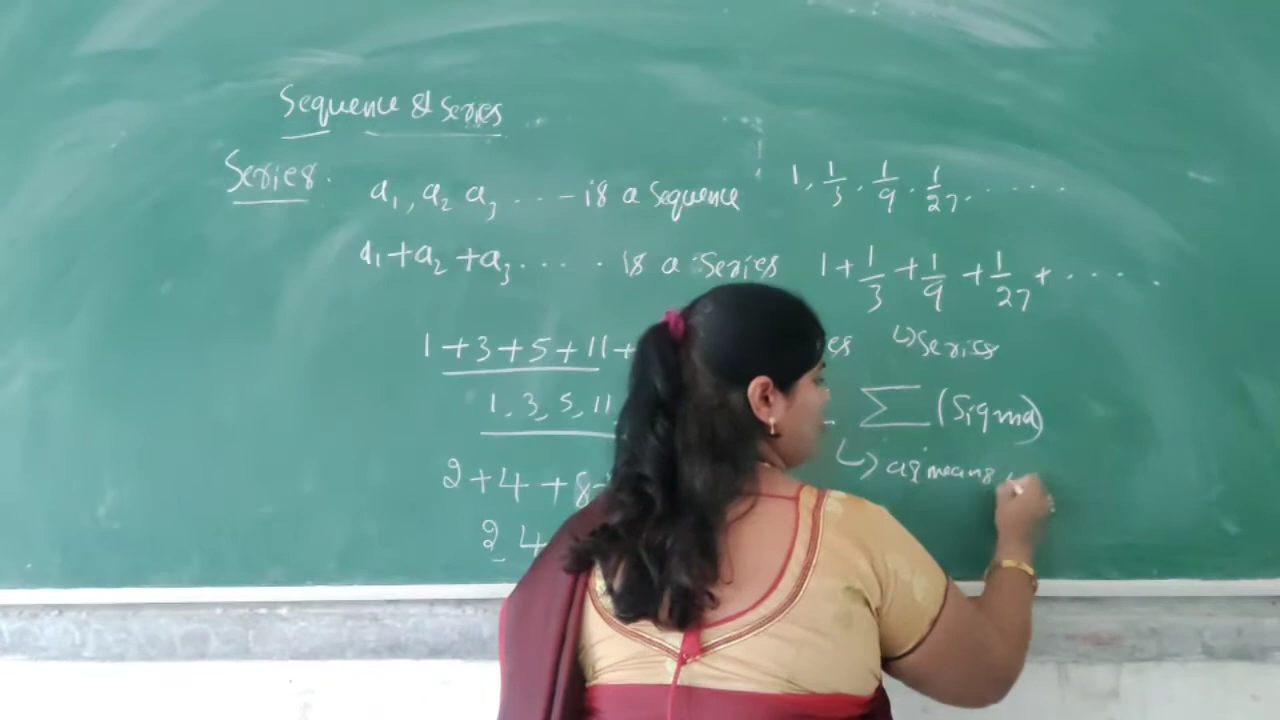 Sequence & Series
Series:
a₁, a₂ a₃ ..... is a Sequence 1, 1/3, 1/9, 1/27. .....
a₁+a₂+a₃..... is a Series 1+1/3+1/9+1/27+.....
1+3+5+11+
↳ Series
1, 3, 5, 11
Σ (Sigma)
2+4+8
↳ as means
2 4